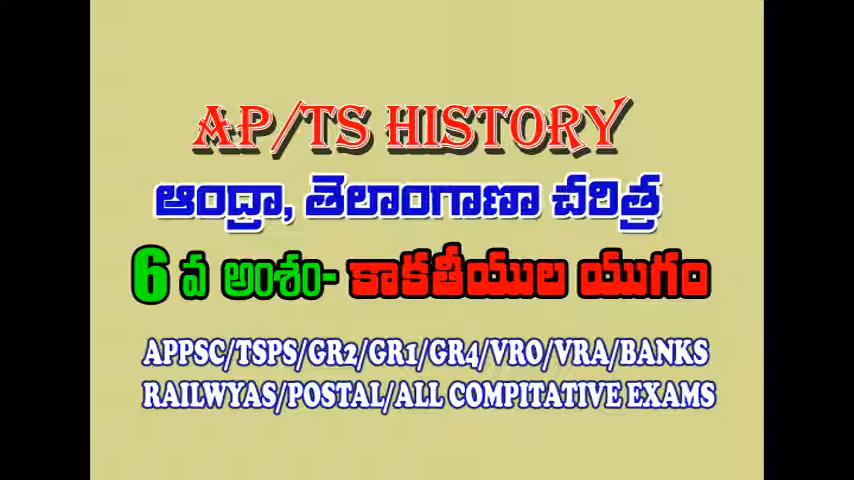 AP/TS HISTORY
ఆంద్రా, తెలాంగాణా చరిత్ర
6 వ అంశం- కాకతీయుల యుగం
APPSC/TSPS/GR2/GR1/GR4/VRO/VRA/BANKS
RAILWYAS/POSTAL/ALL COMPITATIVE EXAMS